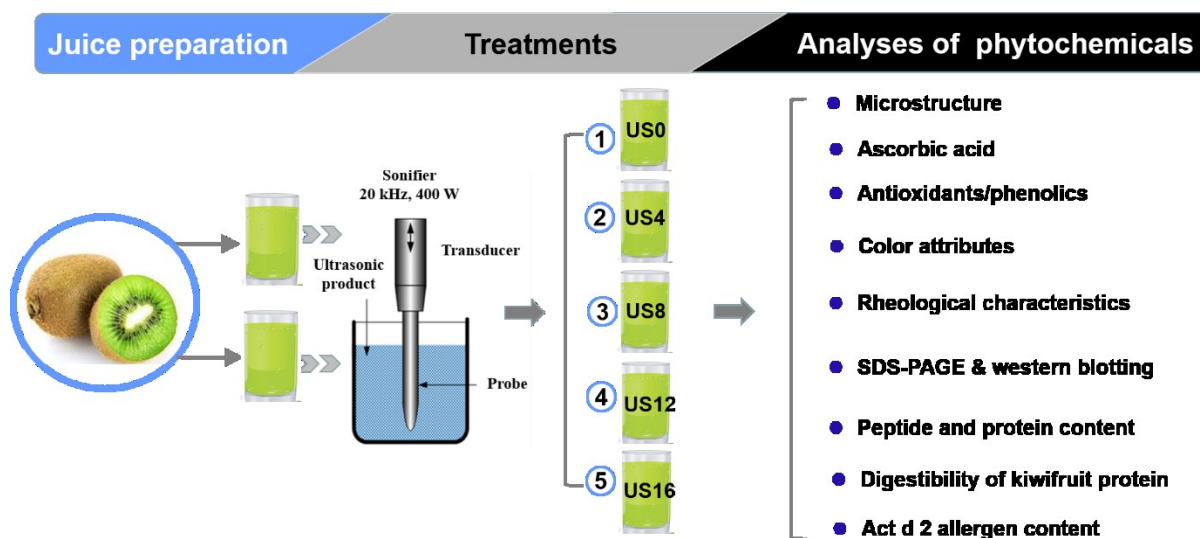 Juice preparation
Treatments
Analyses of phytochemicals
Sonifier
20 kHz, 400 W
Transducer
Ultrasonic
product
Probe
1
US0
2
US4
3
US8
4
US12
5
US16
Microstructure
Ascorbic acid
Antioxidants/phenolics
Color attributes
Rheological characteristics
SDS-PAGE & western blotting
Peptide and protein content
Digestibility of kiwifruit protein
Act d 2 allergen content